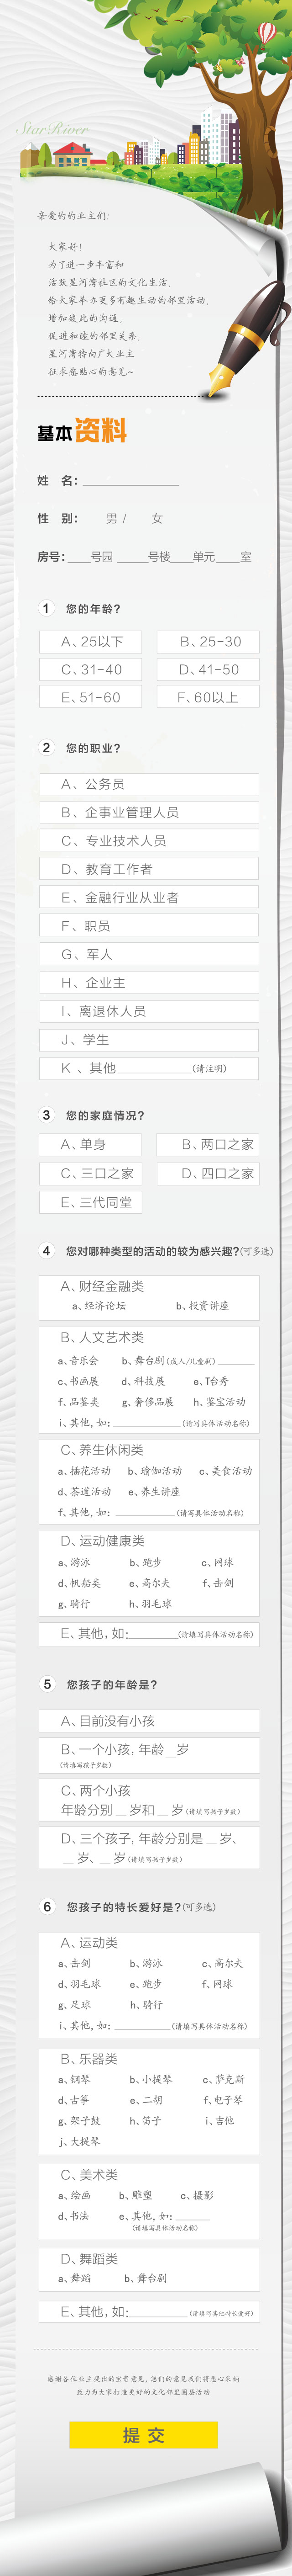 StarRiver
亲爱的的业主们:
大家好!
为了进一步丰富和
活跃星河湾社区的文化生活,
给大家举办更多有趣生动的邻里活动,
增加彼此的沟通,
促进和睦的邻里关系,
星河湾特向广大业主
征求您贴心的意见~
基本资料
姓 名: ________
性 别: 男 / 女
房号:____号园 ____号楼____单元____室
1 您的年龄?
A、25以下 B、25-30
C、31-40 D、41-50
E、51-60 F、60以上
2 您的职业?
A、公务员
B、企事业管理人员
C、专业技术人员
D、教育工作者
E、金融行业从业者
F、职员
G、军人
H、企业主
I、离退休人员
J、学生
K 、其他________(请注明)
3 您的家庭情况?
A、单身 B、两口之家
C、三口之家 D、四口之家
E、三代同堂
4 您对哪种类型的活动的较为感兴趣?(可多选)
A、财经金融类
a、经济论坛 b、投资讲座
B、人文艺术类
a、音乐会 b、舞台剧(成人/儿童剧)______
c、书画展 d、科技展 e、T台秀
f、品鉴类 g、奢侈品展 h、鉴宝活动
i、其他, 如: ________(请写具体活动名称)
C、养生休闲类
a、插花活动 b、瑜伽活动 c、美食活动
d、茶道活动 e、养生讲座
f、其他, 如: ________(请写具体活动名称)
D、运动健康类
a、游泳 b、跑步 c、网球
d、帆船类 e、高尔夫 f、击剑
g、骑行 h、羽毛球
E、其他, 如:________(请填写具体活动名称)
5 您孩子的年龄是?
A、目前没有小孩
B、一个小孩, 年龄 __岁
(请填写孩子岁数)
C、两个小孩
年龄分别 __ 岁和 __ 岁(请填写孩子岁数)
D、三个孩子, 年龄分别是 __ 岁、
__ 岁、__ 岁(请填写孩子岁数)
6 您孩子的特长爱好是?(可多选)
A、运动类
a、击剑 b、游泳 c、高尔夫
d、羽毛球 e、跑步 f、网球
g、足球 h、骑行
i、其他, 如: ________(请填写具体活动名称)
B、乐器类
a、钢琴 b、小提琴 c、萨克斯
d、古筝 e、二胡 f、电子琴
g、架子鼓 h、笛子 i、吉他
j、大提琴
C、美术类
a、绘画 b、雕塑 c、摄影
d、书法 e、其他, 如: ______
(请填写具体活动名称)
D、舞蹈类
a、舞蹈 b、舞台剧
E、其他, 如:________(请填写其他特长爱好)
感谢各位业主提出的宝贵意见, 您们的意见我们将悉心采纳
致力为大家打造更好的文化邻里圈层活动
提 交